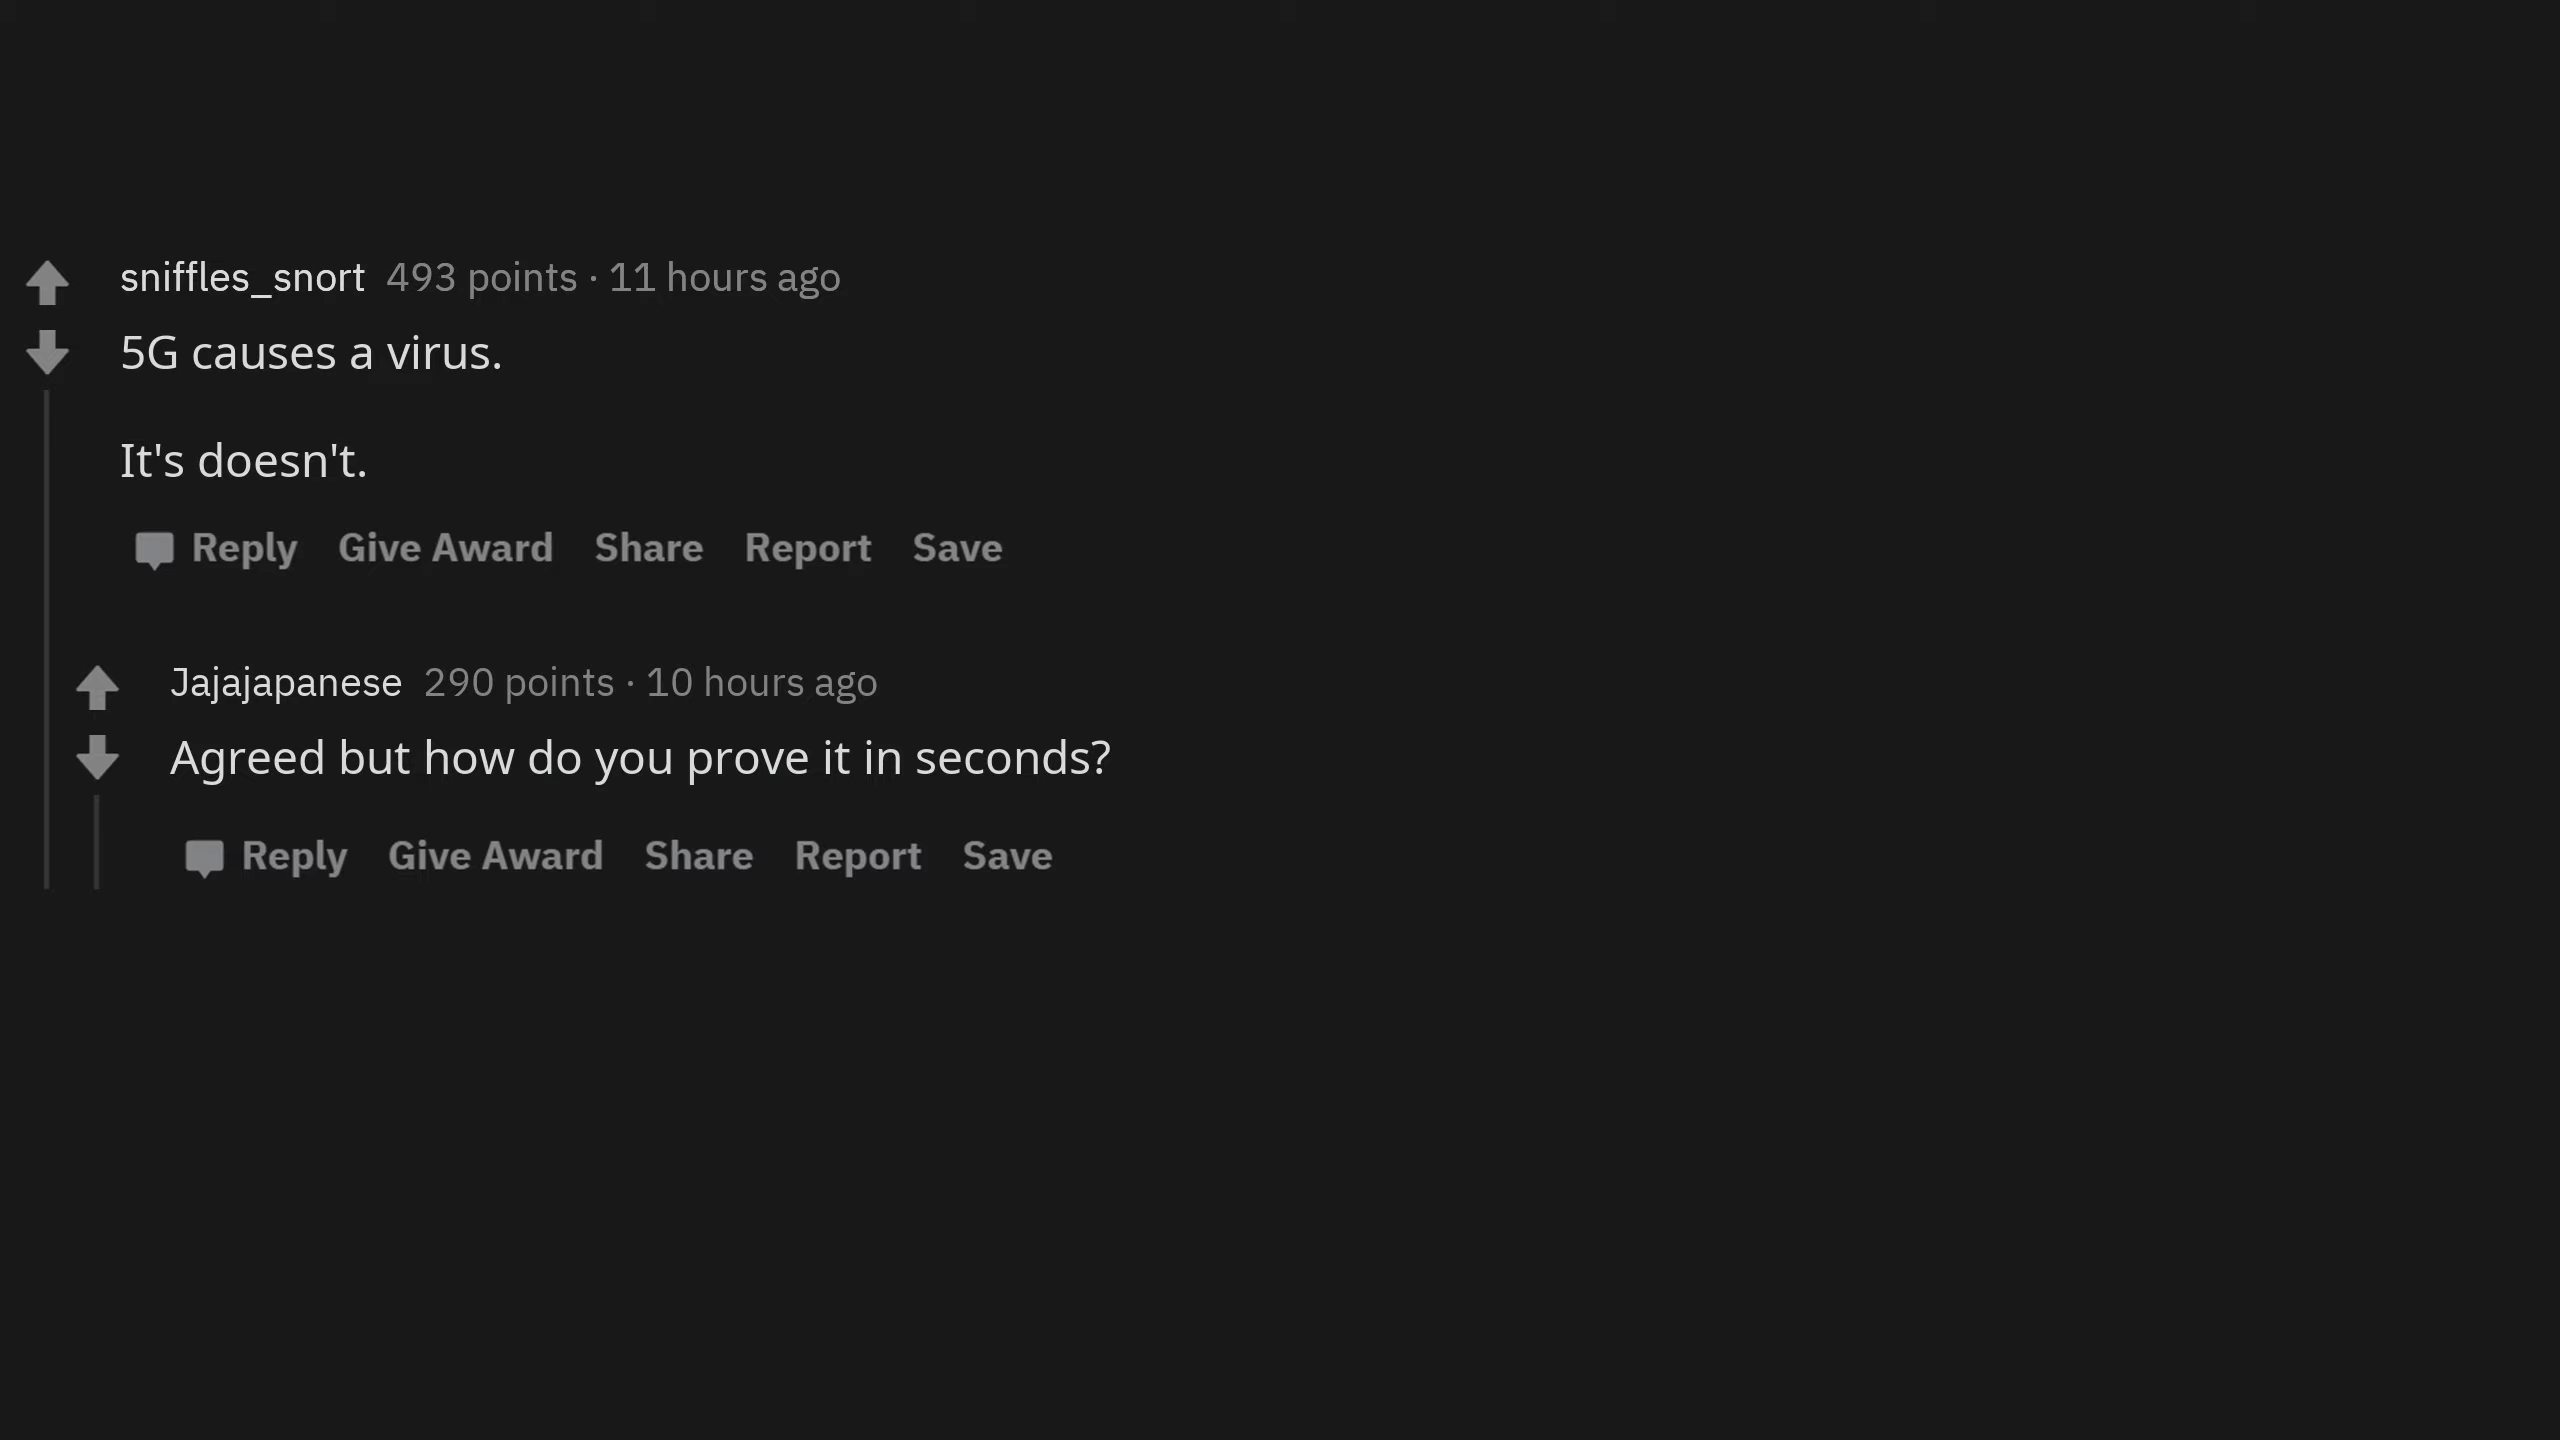 sniffles_snort 493 points · 11 hours ago
5G causes a virus.
It's doesn't.
Reply Give Award Share Report Save
Jajajapanese 290 points · 10 hours ago
Agreed but how do you prove it in seconds?
Reply Give Award Share Report Save